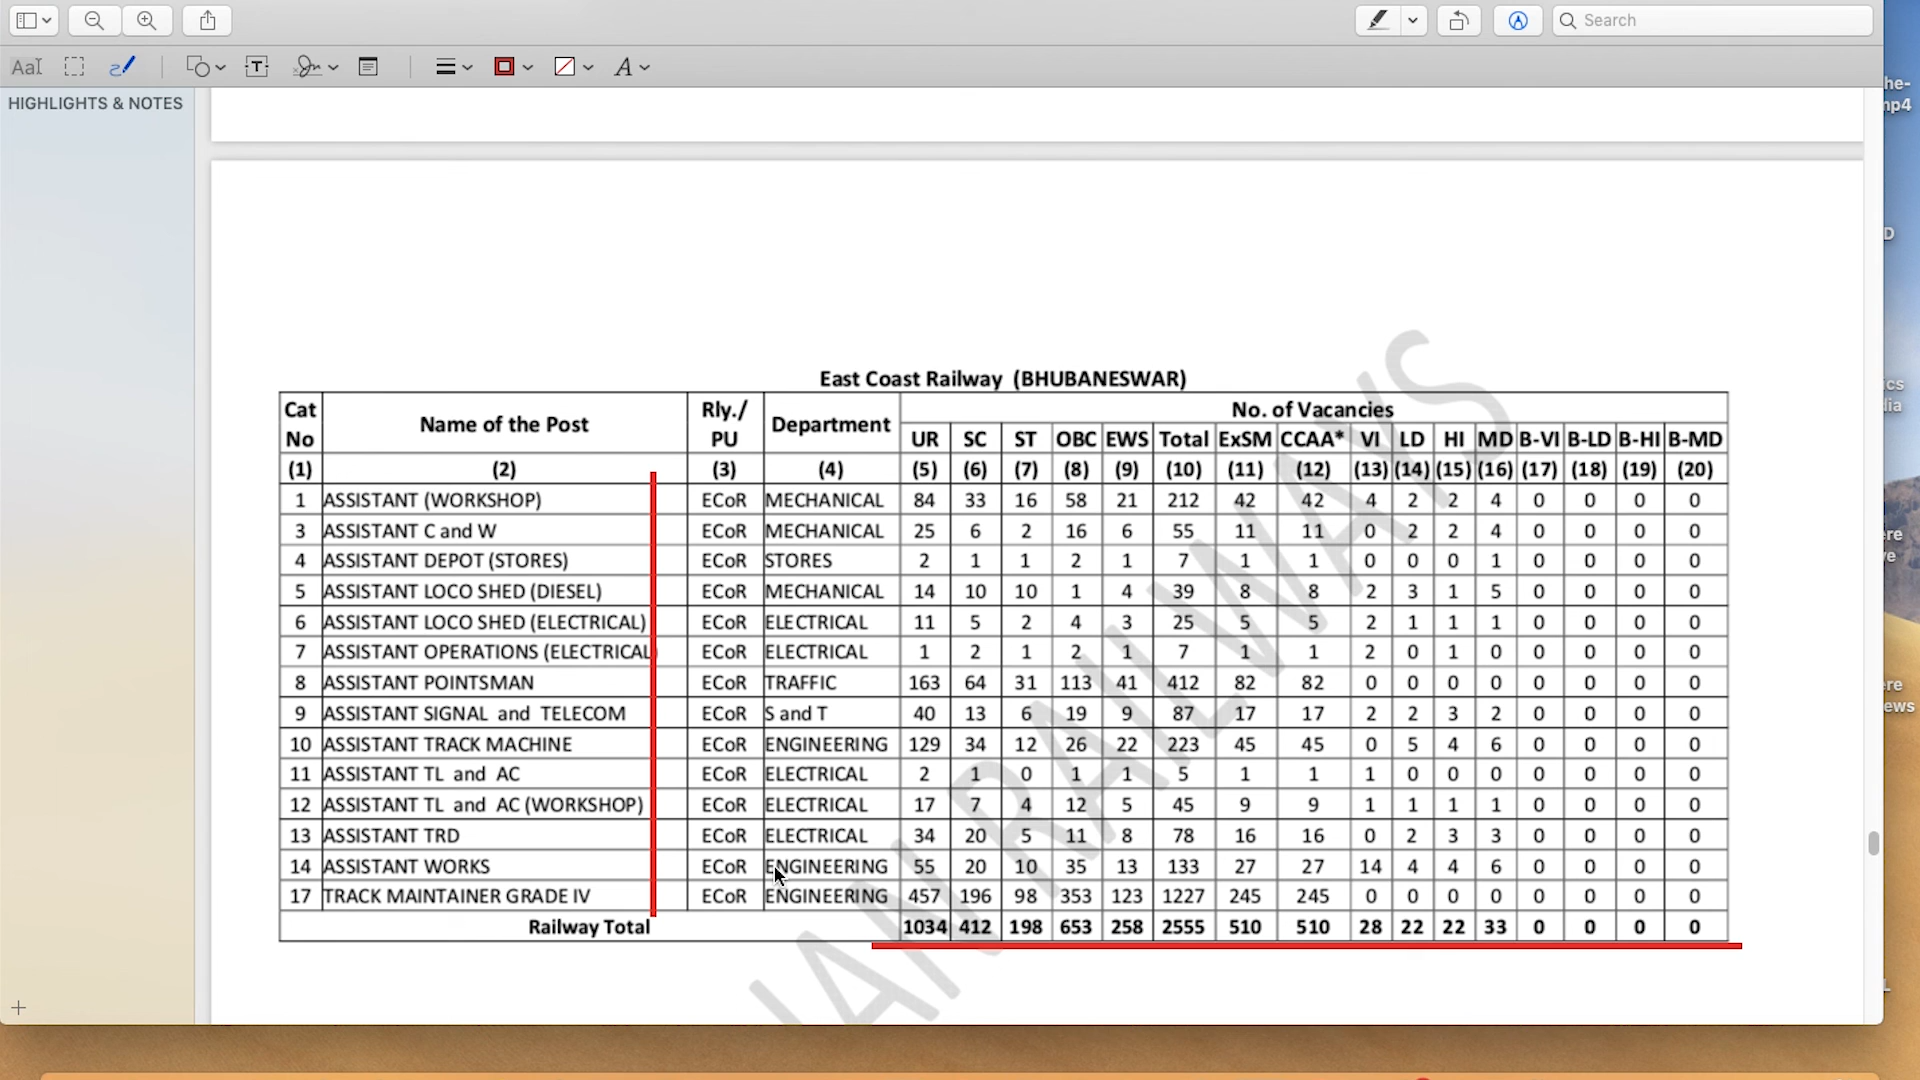 Search
HIGHLIGHTS & NOTES
East Coast Railway (BHUBANESWAR)
Cat No Name of the Post Rly./ PU Department No. of Vacancies
UR SC ST OBC EWS Total ExSM CCAA* VI LD HI MD B-VI B-LD B-HI B-MD
(1) (2) (3) (4) (5) (6) (7) (8) (9) (10) (11) (12) (13) (14) (15) (16) (17) (18) (19) (20)
1 ASSISTANT (WORKSHOP) ECoR MECHANICAL 84 33 16 58 21 212 42 42 4 2 2 4 0 0 0 0
3 ASSISTANT C and W ECoR MECHANICAL 25 6 2 16 6 55 11 11 0 2 2 4 0 0 0 0
4 ASSISTANT DEPOT (STORES) ECoR STORES 2 1 1 2 1 7 1 1 0 0 0 1 0 0 0 0
5 ASSISTANT LOCO SHED (DIESEL) ECoR MECHANICAL 14 10 10 1 4 39 8 8 2 3 1 5 0 0 0 0
6 ASSISTANT LOCO SHED (ELECTRICAL) ECoR ELECTRICAL 11 5 2 4 3 25 5 5 2 1 1 1 0 0 0 0
7 ASSISTANT OPERATIONS (ELECTRICAL) ECoR ELECTRICAL 1 2 1 2 1 7 1 1 2 0 1 0 0 0 0 0
8 ASSISTANT POINTSMAN ECoR TRAFFIC 163 64 31 113 41 412 82 82 0 0 0 0 0 0 0 0
9 ASSISTANT SIGNAL and TELECOM ECoR S and T 40 13 6 19 9 87 17 17 2 2 3 2 0 0 0 0
10 ASSISTANT TRACK MACHINE ECoR ENGINEERING 129 34 12 26 22 223 45 45 0 5 4 6 0 0 0 0
11 ASSISTANT TL and AC ECoR ELECTRICAL 2 1 0 1 1 5 1 1 1 0 0 0 0 0 0 0
12 ASSISTANT TL and AC (WORKSHOP) ECoR ELECTRICAL 17 7 4 12 5 45 9 9 1 1 1 1 0 0 0 0
13 ASSISTANT TRD ECoR ELECTRICAL 34 20 5 11 8 78 16 16 0 2 3 3 0 0 0 0
14 ASSISTANT WORKS ECoR ENGINEERING 55 20 10 35 13 133 27 27 14 4 4 6 0 0 0 0
17 TRACK MAINTAINER GRADE IV ECoR ENGINEERING 457 196 98 353 123 1227 245 245 0 0 0 0 0 0 0 0
Railway Total 1034 412 198 653 258 2555 510 510 28 22 22 33 0 0 0 0
RAILWAYS